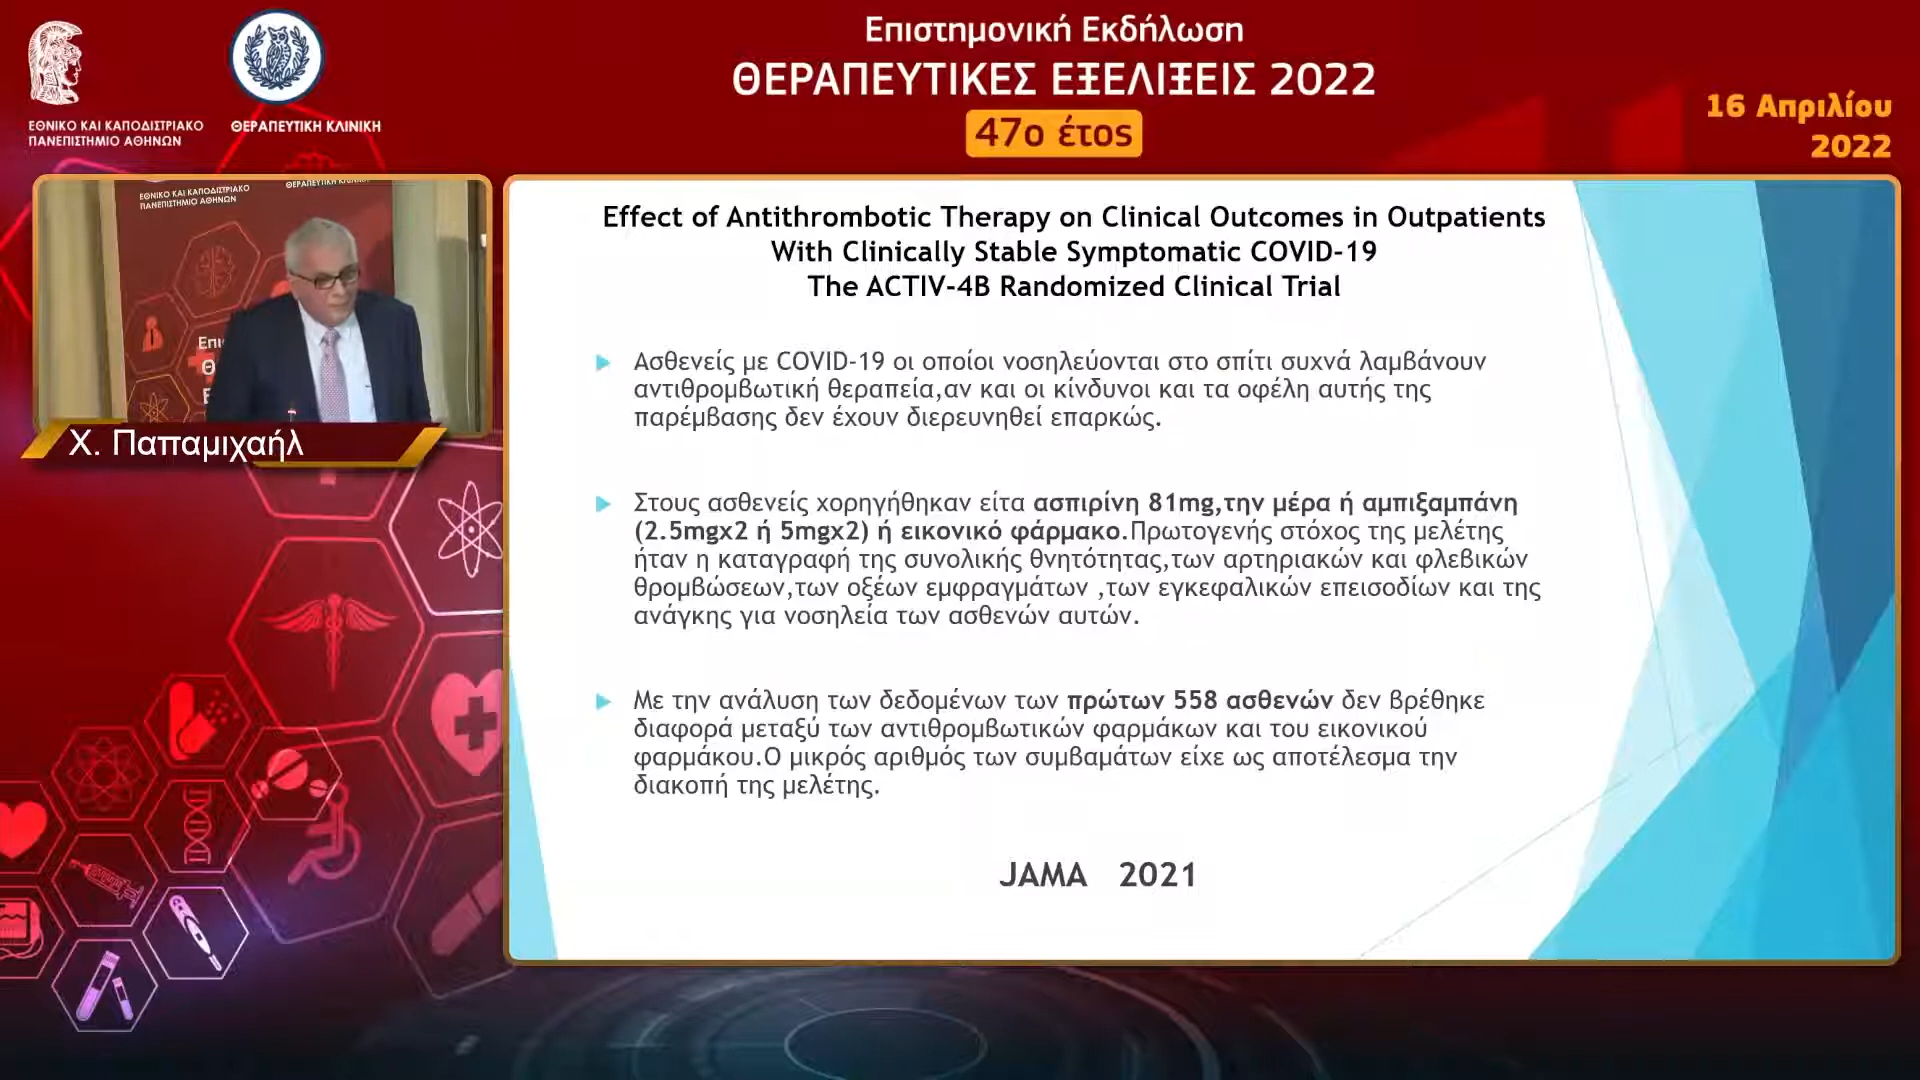 Επιστημονική Εκδήλωση
ΘΕΡΑΠΕΥΤΙΚΕΣ ΕΞΕΛΙΞΕΙΣ 2022
47ο έτος
16 Απριλίου
2022
ΕΘΝΙΚΟ ΚΑΙ ΚΑΠΟΔΙΣΤΡΙΑΚΟ
ΠΑΝΕΠΙΣΤΗΜΙΟ ΑΘΗΝΩΝ
ΘΕΡΑΠΕΥΤΙΚΗ ΚΛΙΝΙΚΗ
ΕΘΝΙΚΟ ΚΑΙ ΚΑΠΟΔΙΣΤΡΙΑΚΟ
ΠΑΝΕΠΙΣΤΗΜΙΟ ΑΘΗΝΩΝ
ΘΕΡΑΠΕΥΤΙΚΗ ΚΛΙΝΙΚΗ
Χ. Παπαμιχαήλ
Effect of Antithrombotic Therapy on Clinical Outcomes in Outpatients
With Clinically Stable Symptomatic COVID-19
The ACTIV-4B Randomized Clinical Trial
Ασθενείς με COVID-19 οι οποίοι νοσηλεύονται στο σπίτι συχνά λαμβάνουν
αντιθρομβωτική θεραπεία,αν και οι κίνδυνοι και τα οφέλη αυτής της
παρέμβασης δεν έχουν διερευνηθεί επαρκώς.
Στους ασθενείς χορηγήθηκαν είτα ασπιρίνη 81mg,την μέρα ή αμπιξαμπάνη
(2.5mgx2 ή 5mgx2) ή εικονικό φάρμακο.Πρωτογενής στόχος της μελέτης
ήταν η καταγραφή της συνολικής θνητότητας,των αρτηριακών και φλεβικών
θρομβώσεων,των οξέων εμφραγμάτων ,των εγκεφαλικών επεισοδίων και της
ανάγκης για νοσηλεία των ασθενών αυτών.
Με την ανάλυση των δεδομένων των πρώτων 558 ασθενών δεν βρέθηκε
διαφορά μεταξύ των αντιθρομβωτικών φαρμάκων και του εικονικού
φαρμάκου.Ο μικρός αριθμός των συμβαμάτων είχε ως αποτέλεσμα την
διακοπή της μελέτης.
JAMA 2021